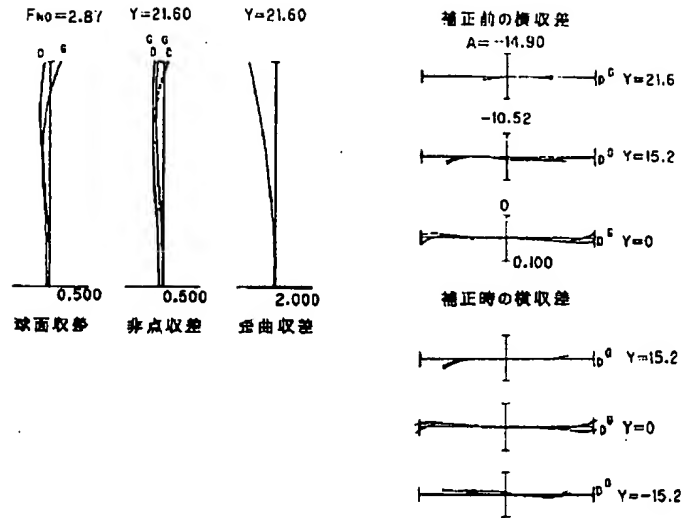 FNO=2.87
Y=21.60
Y=21.60
D G
G G
D C
0.500
0.500
2.000
球面収差
非点収差
歪曲収差
補正前の横収差
A=-14.90
D G Y=21.6
-10.52
D G Y=15.2
0
D G Y=0
0.100
補正時の横収差
D G Y=15.2
D G Y=0
D G Y=-15.2